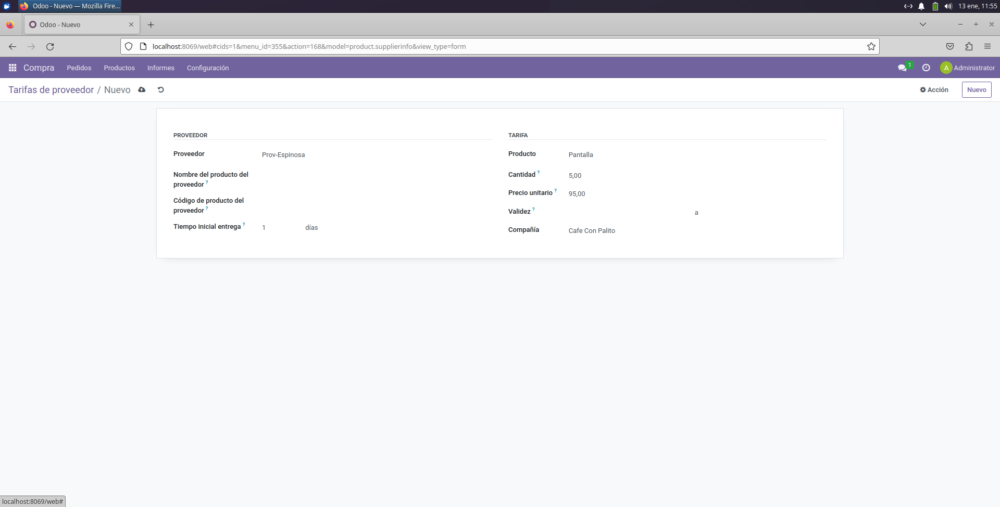 Odoo - Nuevo — Mozilla Fire...
13 ene, 11:55
Odoo - Nuevo
localhost:8069/web#cids=1&menu_id=355&action=168&model=product.supplierinfo&view_type=form
Compra Pedidos Productos Informes Configuración 1 A Administrator
Tarifas de proveedor / Nuevo Acción Nuevo
PROVEEDOR
Proveedor Prov-Espinosa
Nombre del producto del
proveedor ?
Código de producto del
proveedor ?
Tiempo inicial entrega ? 1 días
TARIFA
Producto Pantalla
Cantidad ? 5,00
Precio unitario ? 95,00
Validez ? a
Compañía Cafe Con Palito
localhost:8069/web#